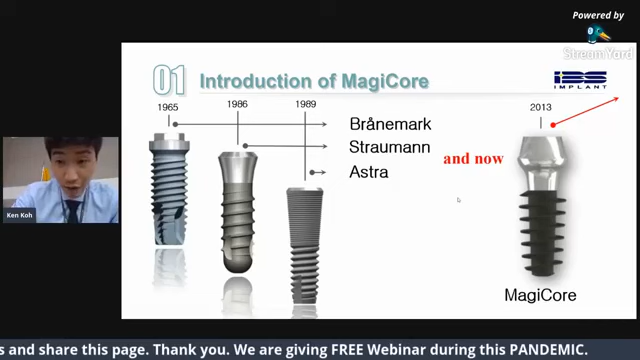 Powered by
StreamYard
01 Introduction of MagiCore
IBS
IMPLANT
1965
1986
1989
2013
Brånemark
Straumann
Astra
and now
MagiCore
Ken Koh
s and share this page. Thank you. We are giving FREE Webinar during this PANDEMIC.